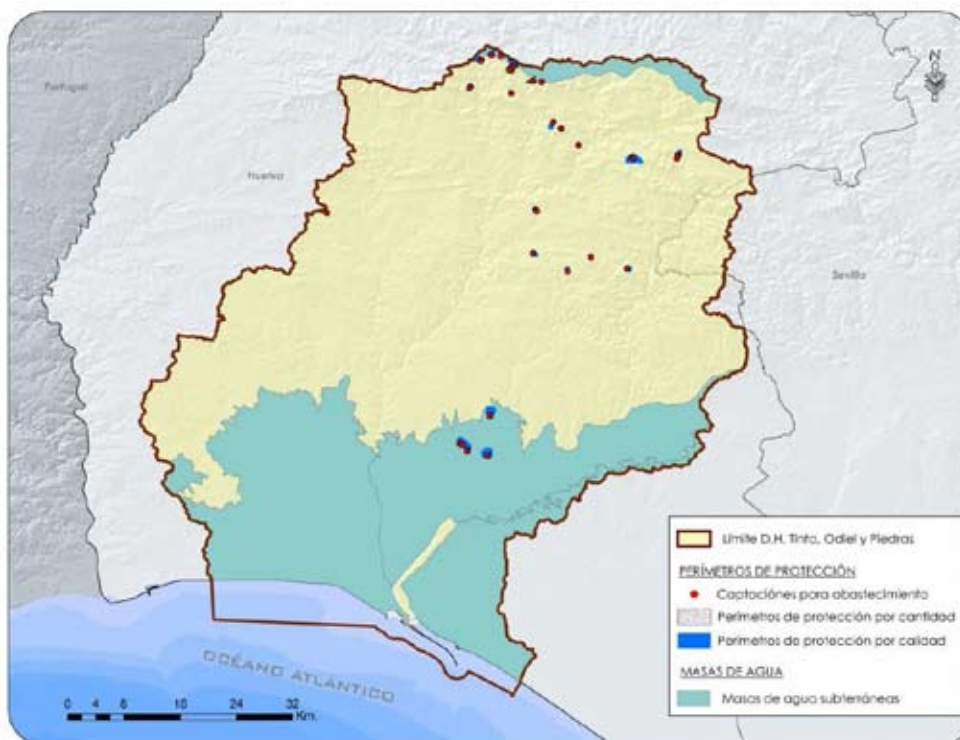 N
Portugal
Huelva
Sevilla
OCÉANO ATLÁNTICO
0 4 8 16 24 32
Km.
Límite D.H. Tinto, Odiel y Piedras
PERÍMETROS DE PROTECCIÓN
Captaciónes para abastecimiento
Perímetros de protección por cantidad
Perímetros de protección por calidad
MASAS DE AGUA
Masas de agua subterráneas